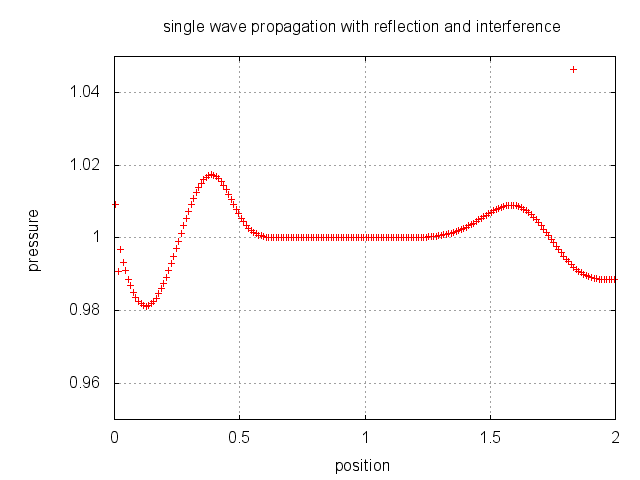 single wave propagation with reflection and interference
1.04
1.02
1
0.98
0.96
pressure
0 0.5 1 1.5 2
position